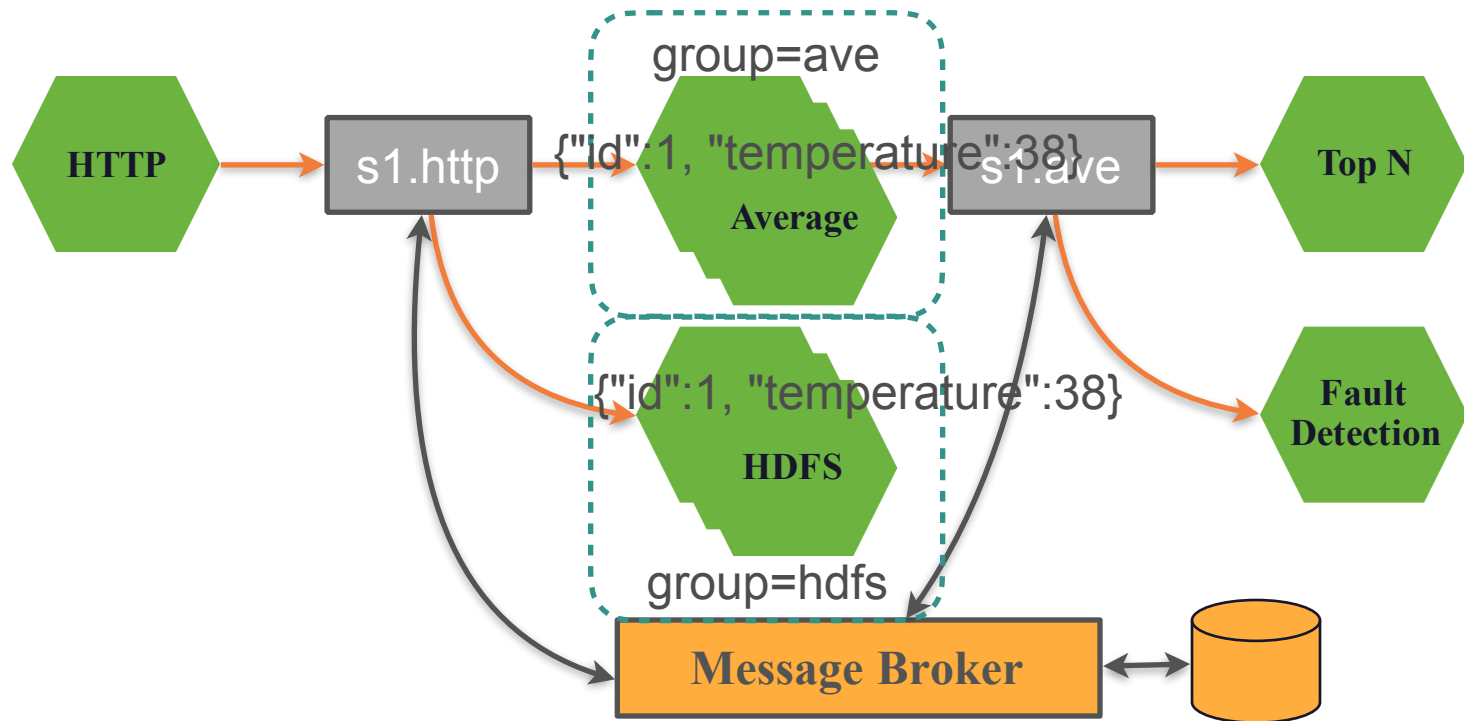 group=ave
HTTP
s1.http
{"id":1, "temperature":38}
s1.ave
Top N
Average
{"id":1, "temperature":38}
Fault
Detection
HDFS
group=hdfs
Message Broker